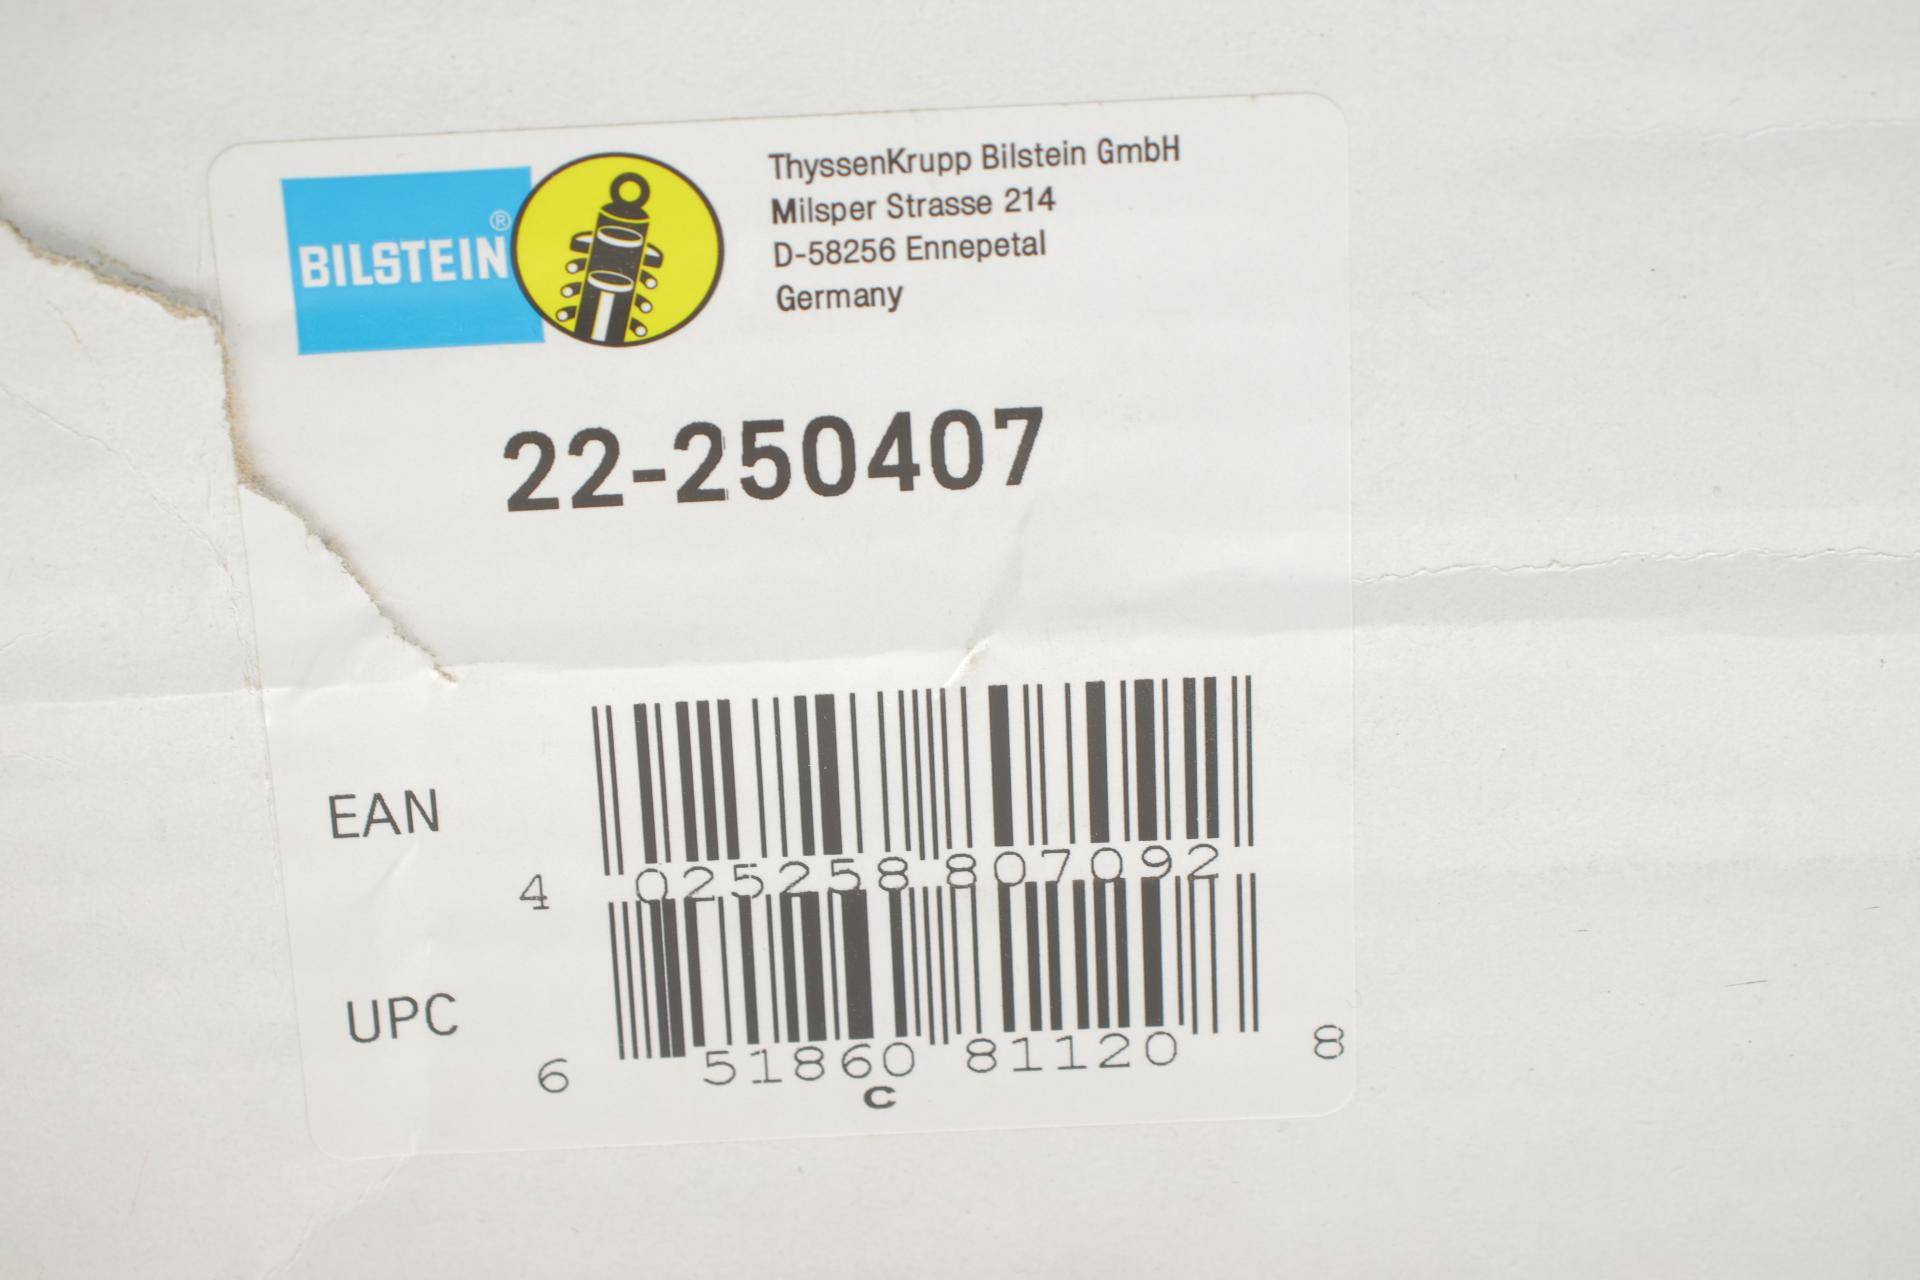 BILSTEIN®
ThyssenKrupp Bilstein GmbH
Milsper Strasse 214
D-58256 Ennepetal
Germany
22-250407
EAN
4 025258 807092
UPC
6 51860 81120 8
C